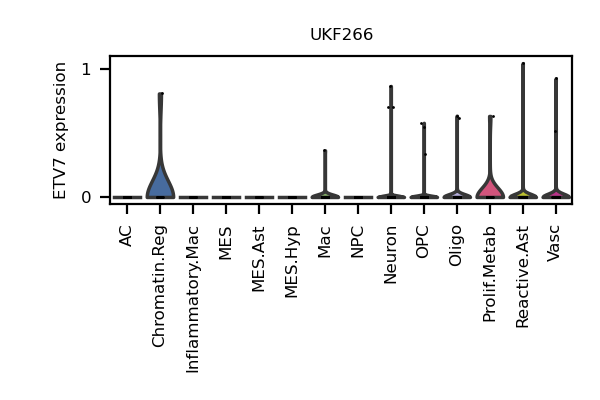 UKF266
ETV7 expression
1
0
AC
Chromatin.Reg
Inflammatory.Mac
MES
MES.Ast
MES.Hyp
Mac
NPC
Neuron
OPC
Oligo
Prolif.Metab
Reactive.Ast
Vasc